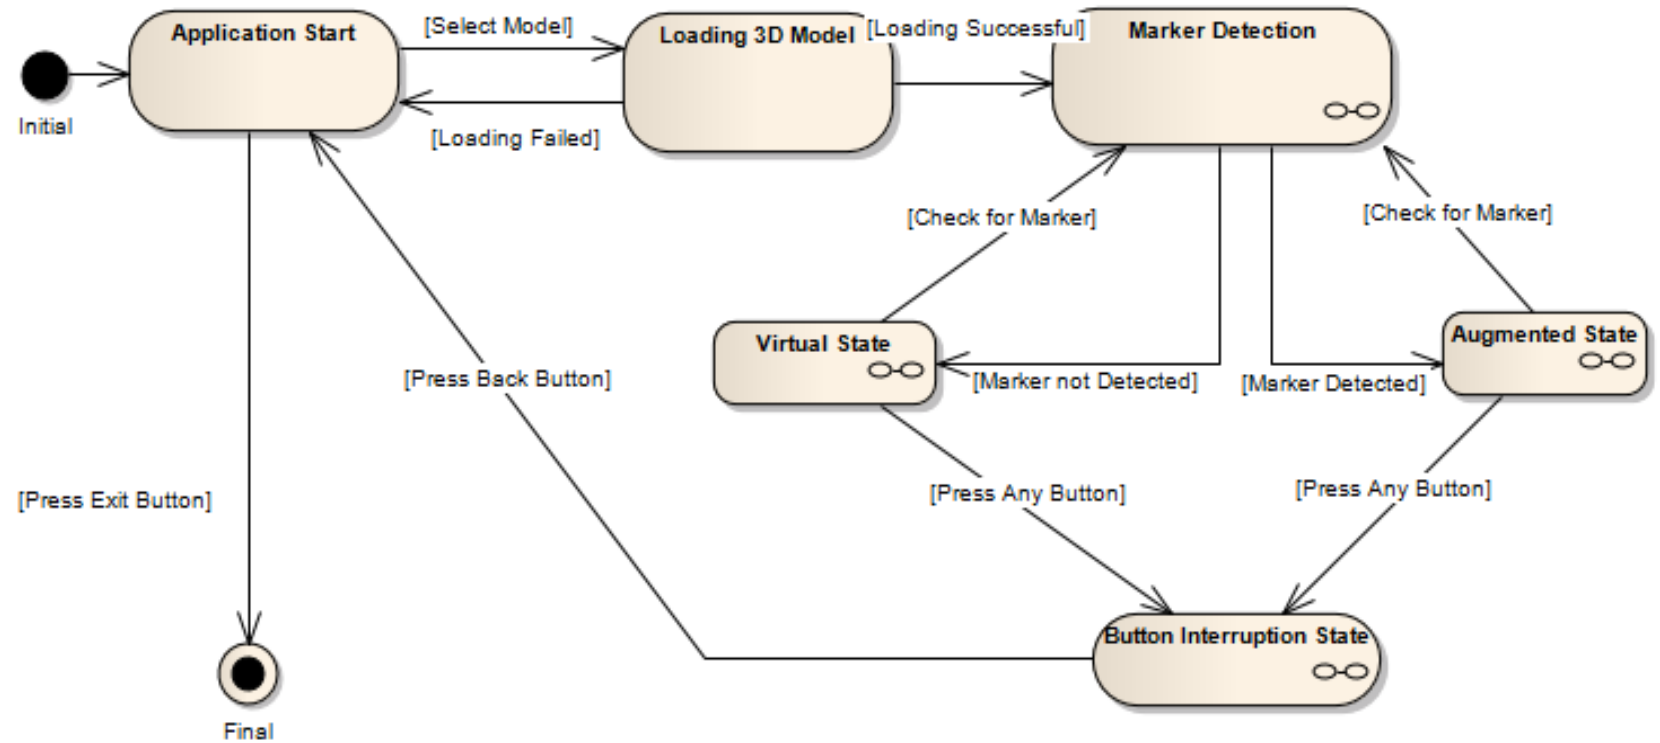 Application Start
[Select Model]
Loading 3D Model
[Loading Successful]
Marker Detection
Initial
[Loading Failed]
[Check for Marker]
[Check for Marker]
Virtual State
Augmented State
[Press Back Button]
[Marker not Detected]
[Marker Detected]
[Press Exit Button]
[Press Any Button]
[Press Any Button]
Button Interruption State
Final